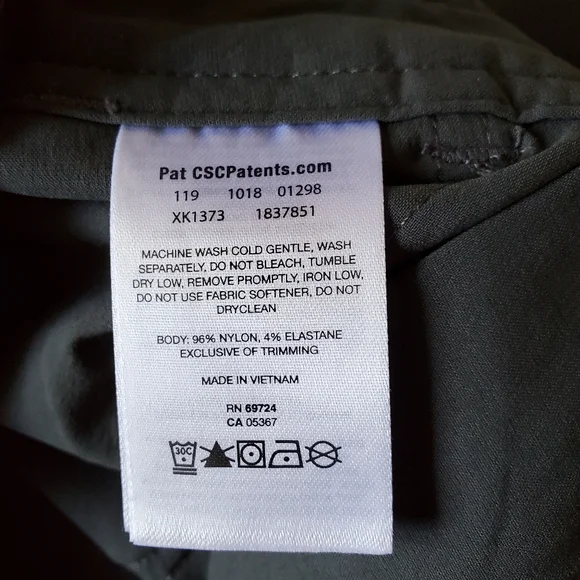 Pat CSCPatents.com
119 1018 01298
XK1373 1837851
MACHINE WASH COLD GENTLE, WASH
SEPARATELY, DO NOT BLEACH, TUMBLE
DRY LOW, REMOVE PROMPTLY, IRON LOW,
DO NOT USE FABRIC SOFTENER, DO NOT
DRYCLEAN
BODY: 96% NYLON, 4% ELASTANE
EXCLUSIVE OF TRIMMING
MADE IN VIETNAM
RN 69724
CA 05367
30C